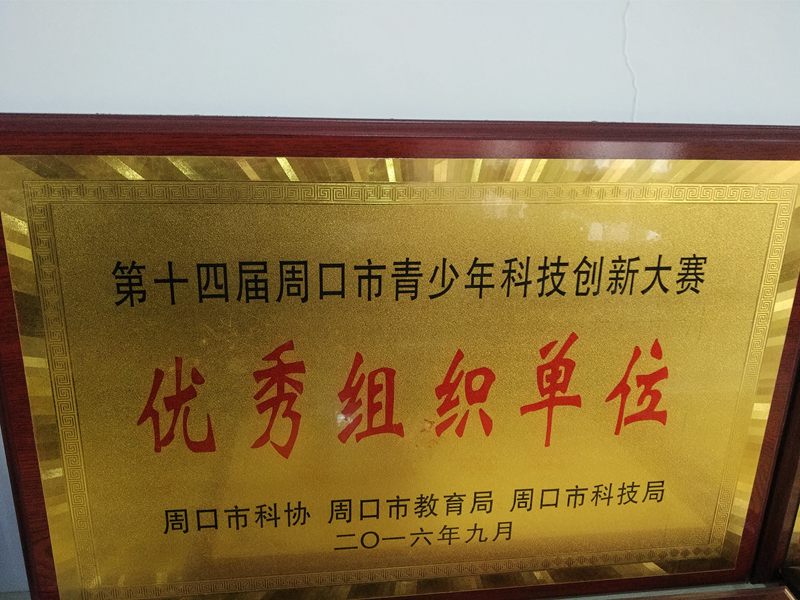 第十四届周口市青少年科技创新大赛
优秀组织单位
周口市科协 周口市教育局 周口市科技局
二〇一六年九月